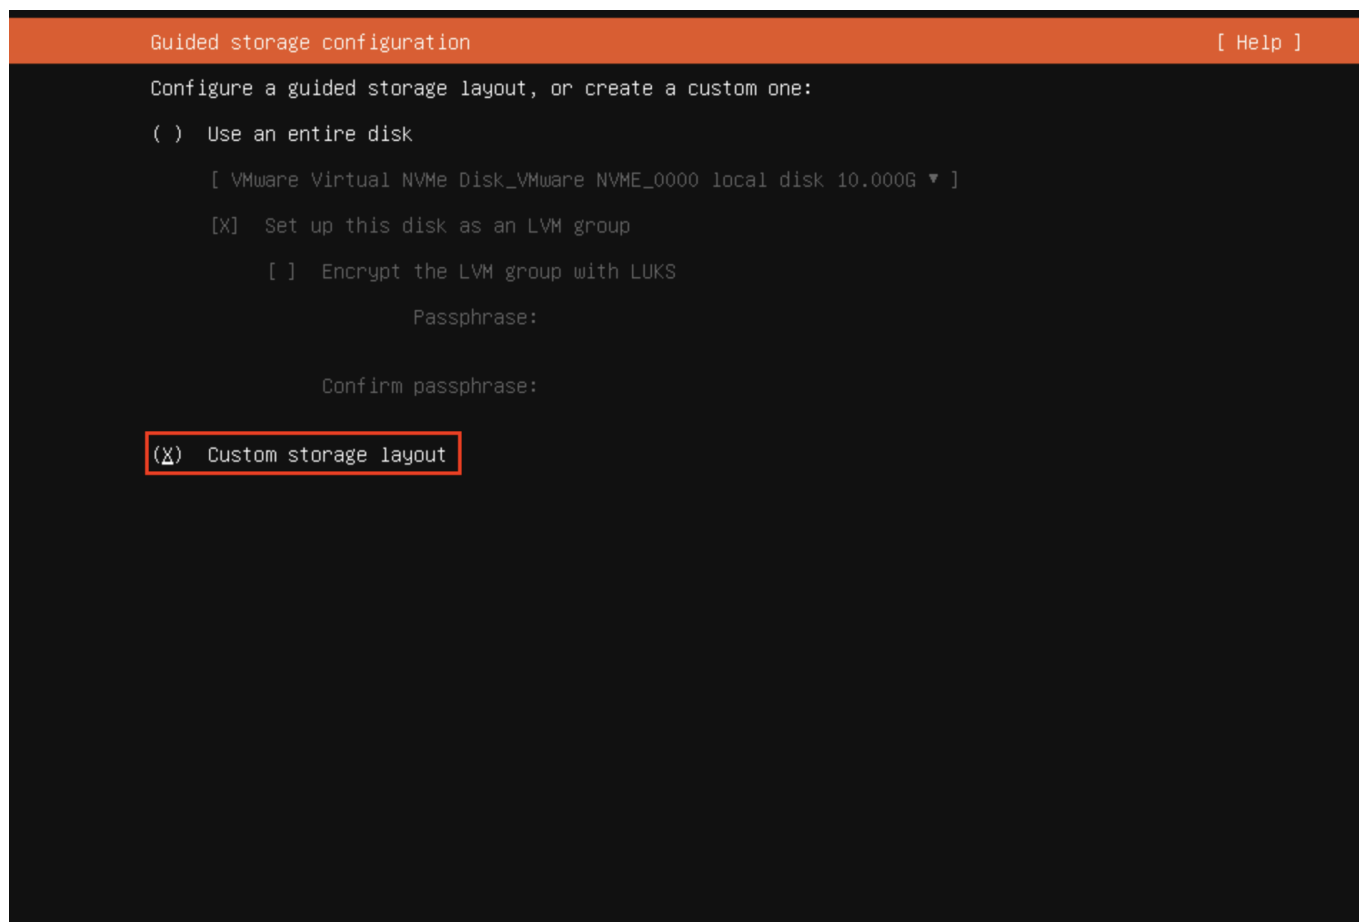 Guided storage configuration [ Help ]
Configure a guided storage layout, or create a custom one:
( ) Use an entire disk
[ VMware Virtual NVMe Disk_VMware NVME_0000 local disk 10.000G ▾ ]
[X] Set up this disk as an LVM group
[ ] Encrypt the LVM group with LUKS
Passphrase:
Confirm passphrase:
(X) Custom storage layout